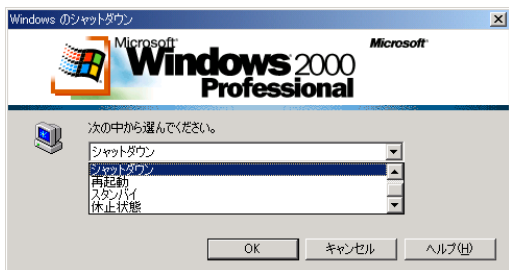 Windows のシャットダウン
Microsoft
Microsoft
Windows 2000
Professional
次の中から選んでください。
シャットダウン
シャットダウン
再起動
スタンバイ
休止状態
OK
キャンセル
ヘルプ(H)